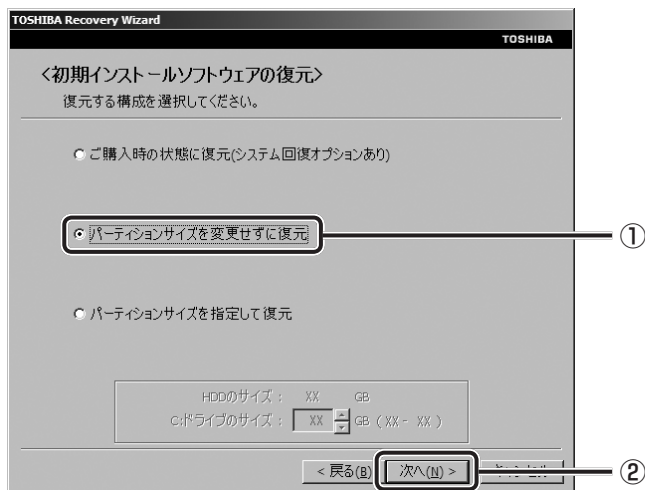 TOSHIBA Recovery Wizard
TOSHIBA
<初期インストールソフトウェアの復元>
復元する構成を選択してください。
ご購入時の状態に復元(システム回復オプションあり)
パーティションサイズを変更せずに復元
①
パーティションサイズを指定して復元
HDDのサイズ : XX GB
C:ドライブのサイズ : XX GB ( XX - XX )
< 戻る(B) 次へ(N) >
②